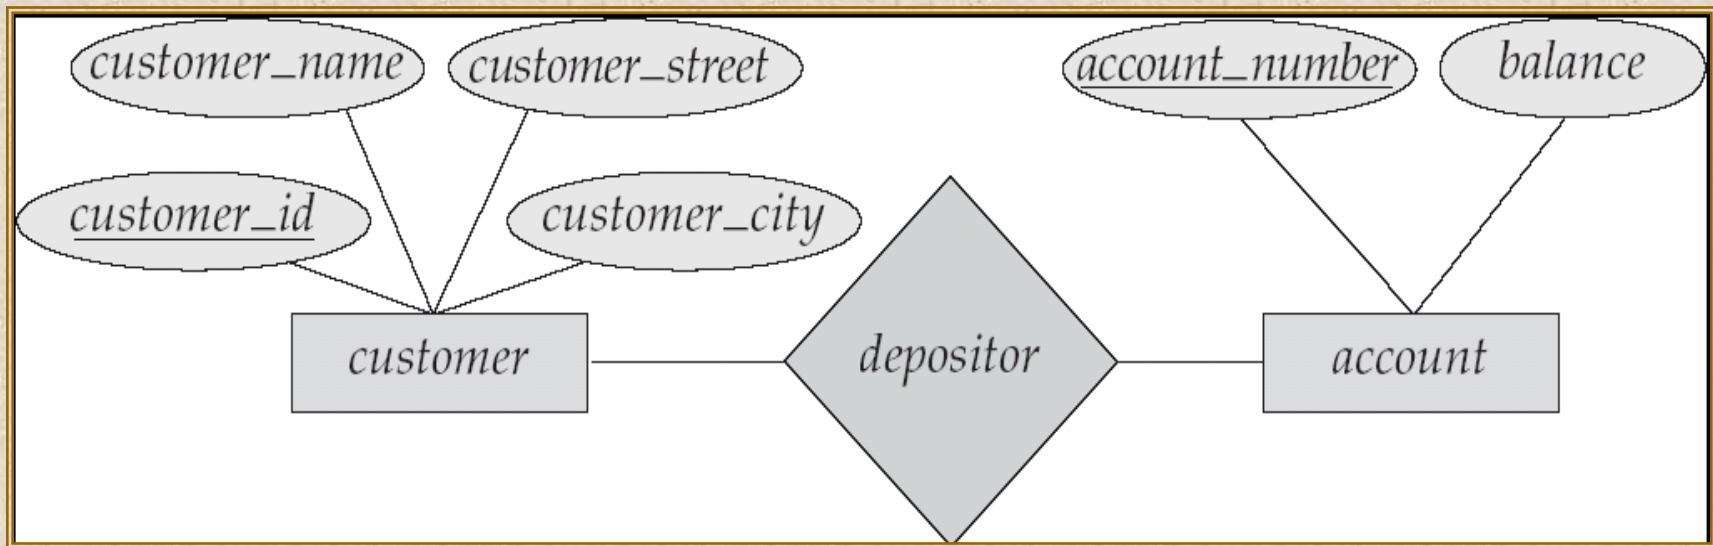 customer_name
customer_street
account_number
balance
customer_id
customer_city
customer
depositor
account